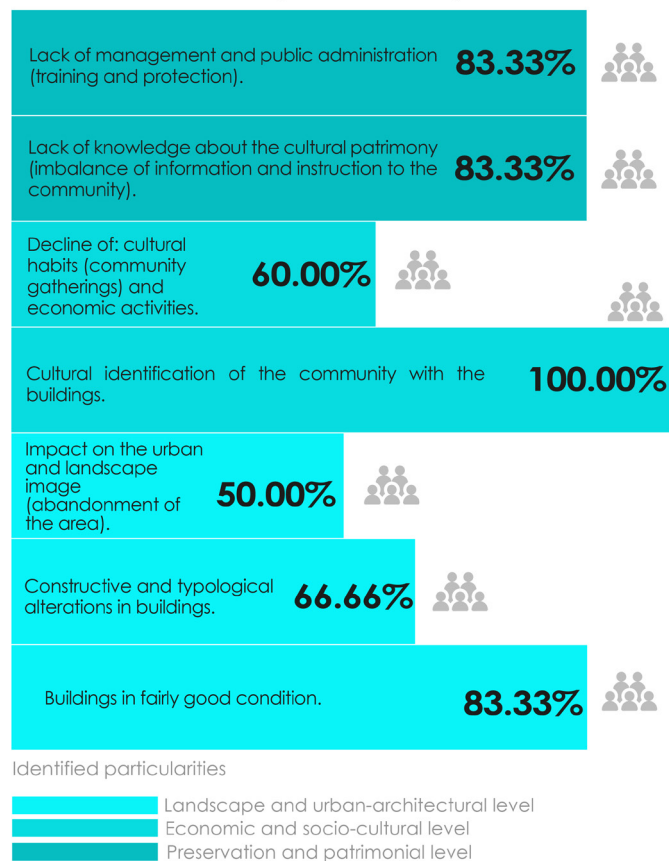 Lack of management and public administration
(training and protection).
83.33%
Lack of knowledge about the cultural patrimony
(imbalance of information and instruction to the
community).
83.33%
Decline of: cultural
habits (community
gatherings) and
economic activities.
60.00%
Cultural identification of the community with the
buildings.
100.00%
Impact on the urban
and landscape
image
(abandonment of
the area).
50.00%
Constructive and typological
alterations in buildings.
66.66%
Buildings in fairly good condition.
83.33%
Identified particularities
Landscape and urban-architectural level
Economic and socio-cultural level
Preservation and patrimonial level